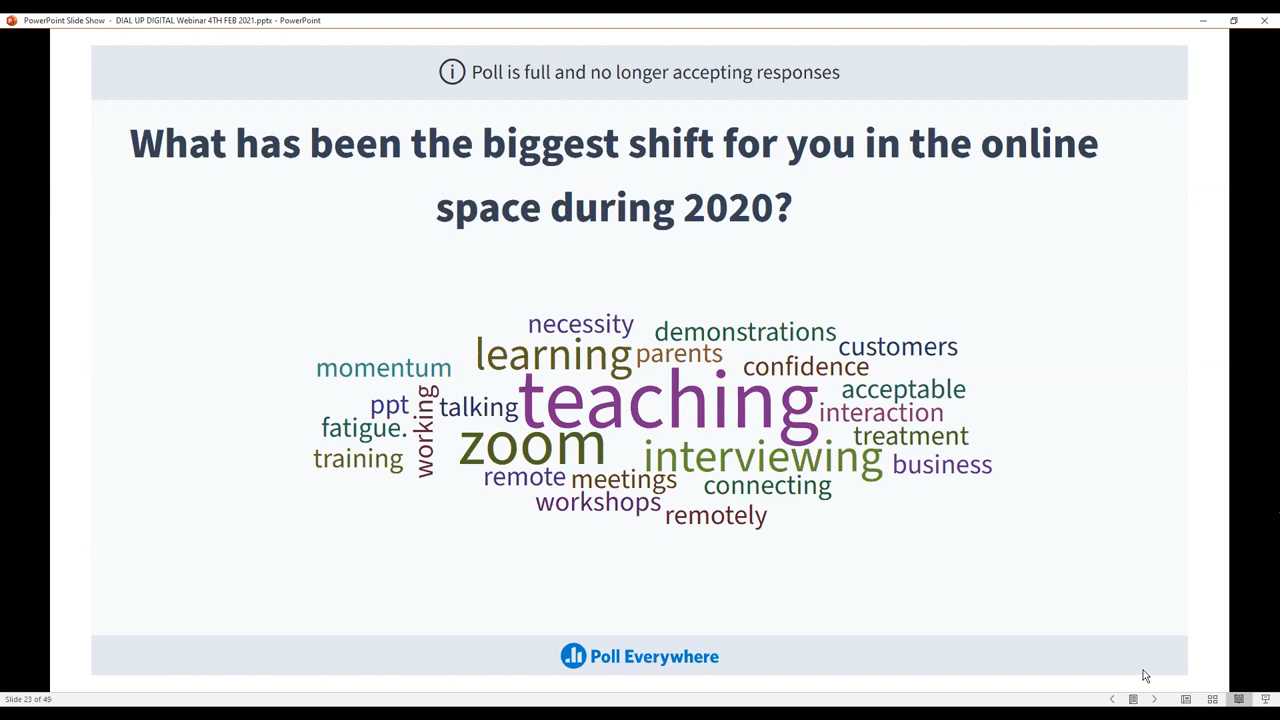 PowerPoint Slide Show - DIAL UP DIGITAL Webinar 4TH FEB 2021.pptx - PowerPoint
Poll is full and no longer accepting responses
What has been the biggest shift for you in the online
space during 2020?
necessity
demonstrations
customers
learning
parents
confidence
momentum
teaching
acceptable
ppt
working
talking
interaction
fatigue.
zoom
treatment
training
interviewing
business
remote
meetings
connecting
workshops
remotely
Poll Everywhere
Slide 23 of 49